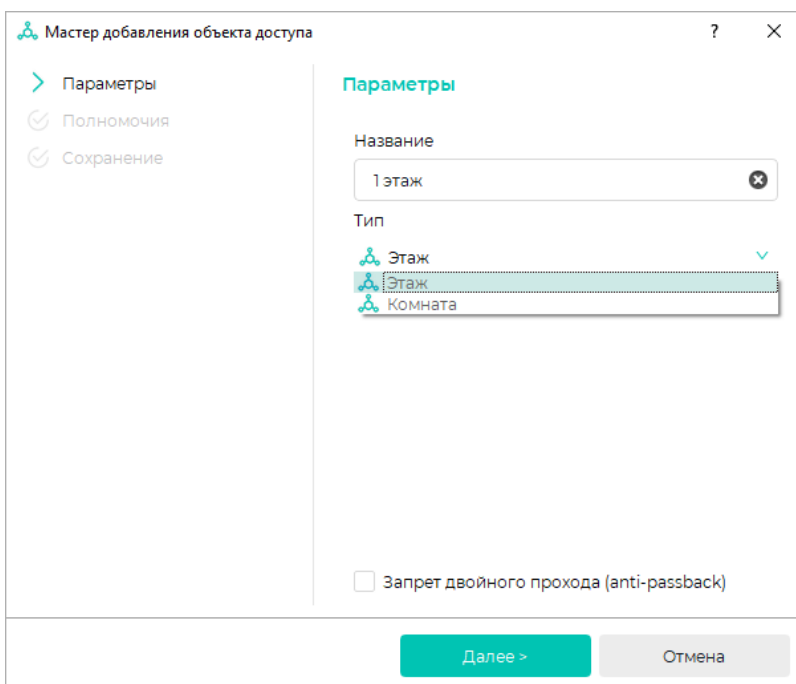 Мастер добавления объекта доступа
?
Параметры
Полномочия
Сохранение
Параметры
Название
1 этаж
Тип
Этаж
Этаж
Комната
Запрет двойного прохода (anti-passback)
Далее >
Отмена